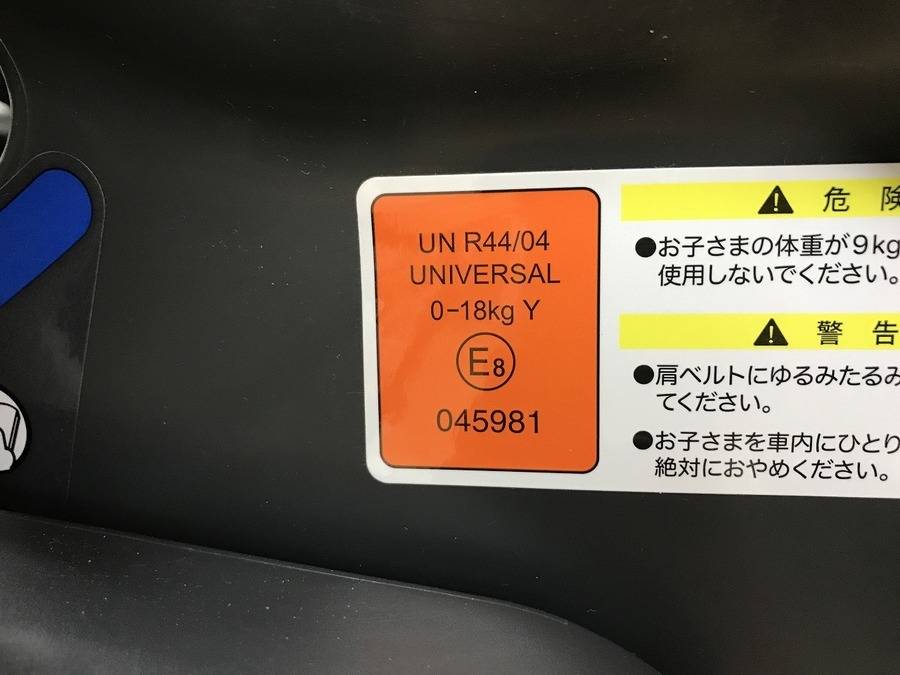 UN R44/04
UNIVERSAL
0-18kg Y
E8
045981
危 険
●お子さまの体重が9kg
使用しないでください。
警 告
●肩ベルトにゆるみたるみ
てください。
●お子さまを車内にひとり
絶対におやめください。